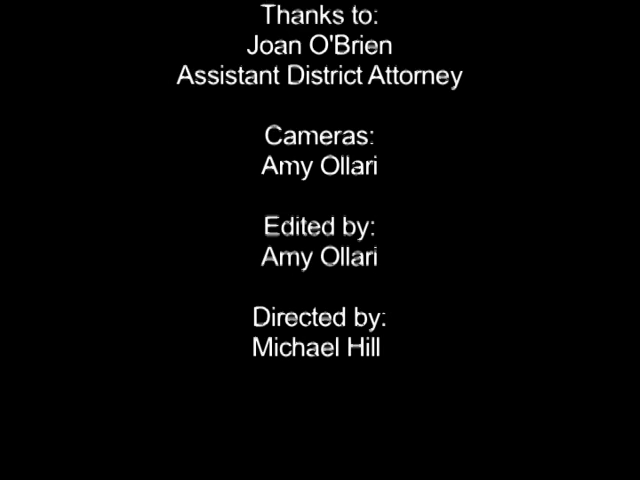 Thanks to:
Joan O'Brien
Assistant District Attorney
Cameras:
Amy Ollari
Edited by:
Amy Ollari
Directed by:
Michael Hill